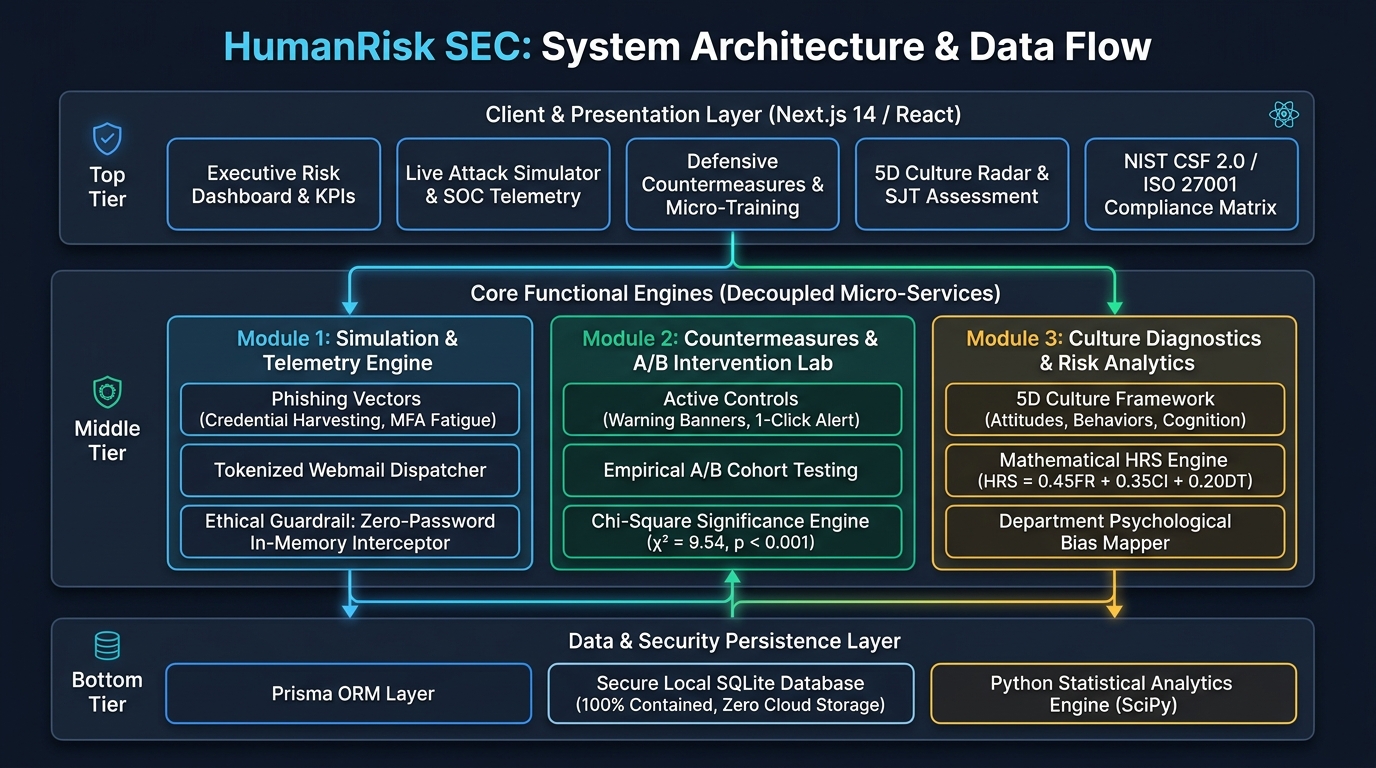 HumanRisk SEC: System Architecture & Data Flow
Client & Presentation Layer (Next.js 14 / React)
Top
Tier
Executive Risk
Dashboard & KPIs
Live Attack Simulator
& SOC Telemetry
Defensive
Countermeasures &
Micro-Training
5D Culture Radar &
SJT Assessment
NIST CSF 2.0 /
ISO 27001
Compliance Matrix
Core Functional Engines (Decoupled Micro-Services)
Middle
Tier
Module 1: Simulation &
Telemetry Engine
Phishing Vectors
(Credential Harvesting, MFA Fatigue)
Tokenized Webmail Dispatcher
Ethical Guardrail: Zero-Password
In-Memory Interceptor
Module 2: Countermeasures &
A/B Intervention Lab
Active Controls
(Warning Banners, 1-Click Alert)
Empirical A/B Cohort Testing
Chi-Square Significance Engine
(χ² = 9.54, p < 0.001)
Module 3: Culture Diagnostics
& Risk Analytics
5D Culture Framework
(Attitudes, Behaviors, Cognition)
Mathematical HRS Engine
(HRS = 0.45FR + 0.35CI + 0.20DT)
Department Psychological
Bias Mapper
Data & Security Persistence Layer
Bottom
Tier
Prisma ORM Layer
Secure Local SQLite Database
(100% Contained, Zero Cloud Storage)
Python Statistical Analytics
Engine (SciPy)